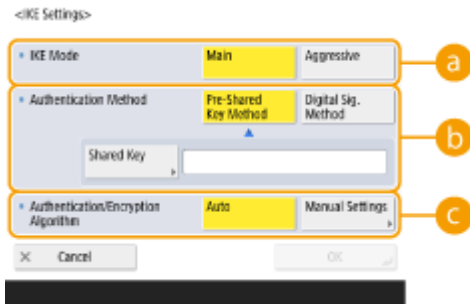 <IKE Settings>
IKE Mode
Main
Aggressive
a
Authentication Method
Pre-Shared
Key Method
Digital Sig.
Method
b
Shared Key
Authentication/Encryption
Algorithm
Auto
Manual Settings
c
× Cancel
OK